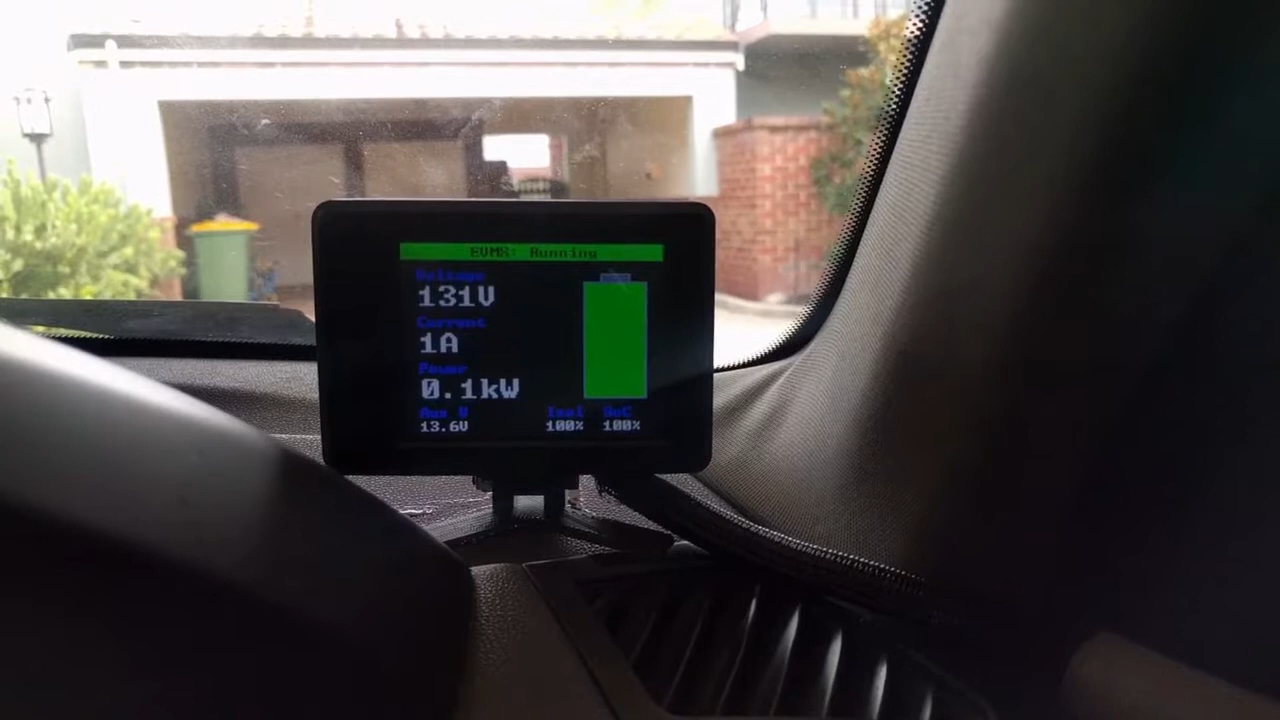 EVMS: Running
Voltage
131V
Current
1A
Power
0.1kW
Aux V Isol SoC
13.6V 100% 100%